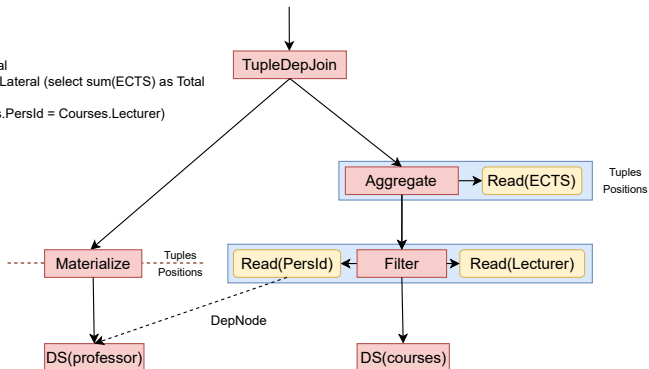 TupleDepJoin
al
Lateral (select sum(ECTS) as Total
.PersId = Courses.Lecturer)
Aggregate
Read(ECTS)
Tuples
Positions
Materialize
Tuples
Positions
Read(PersId)
Filter
Read(Lecturer)
DepNode
DS(professor)
DS(courses)